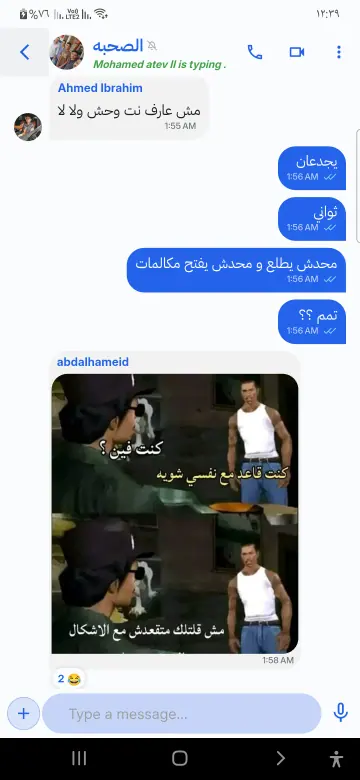 ١٢:٣٩
%٧٦
VoB
LTE2
الصحبه
Mohamed atev ll is typing .
Ahmed Ibrahim
مش عارف نت وحش ولا لا
1:55 AM
يجدعان
1:56 AM
ثواني
1:56 AM
محدش يطلع و محدش يفتح مكالمات
1:56 AM
تمم ؟؟
1:56 AM
abdalhameid
كنت فين ؟
كنت قاعد مع نفسي شويه
مش قلتلك متقعدش مع الاشكال
1:58 AM
2
Type a message...